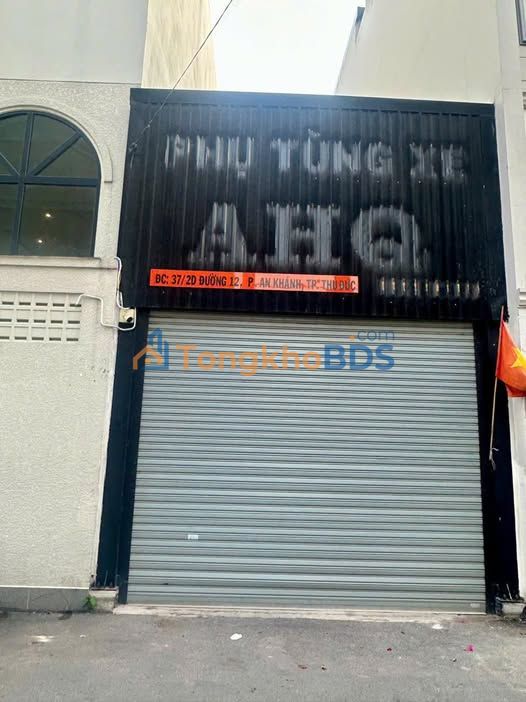 PHỤ TÙNG XE
AHQ
ĐC: 37/2D ĐƯỜNG 12, P. AN KHÁNH, TP. THỦ ĐỨC
TongkhoBDS.com